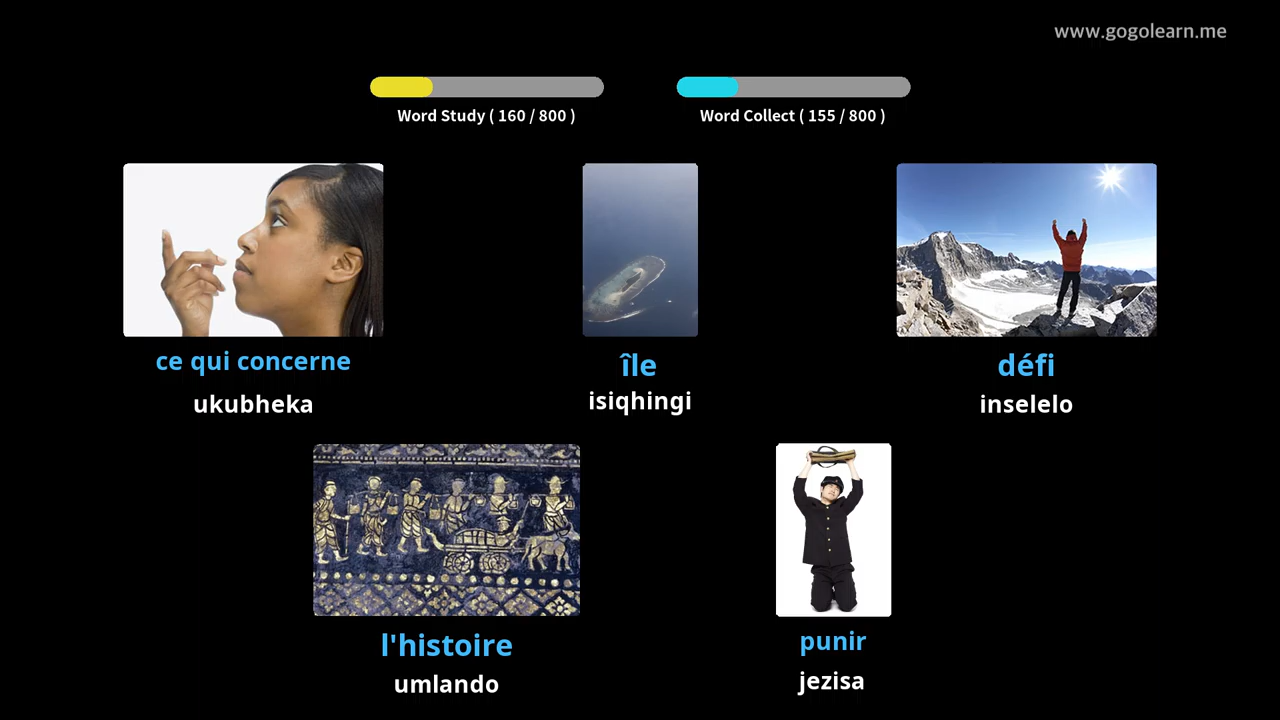 www.gogolearn.me
Word Study ( 160 / 800 )
Word Collect ( 155 / 800 )
ce qui concerne
ukubheka
île
isiqhingi
défi
inselelo
l'histoire
umlando
punir
jezisa